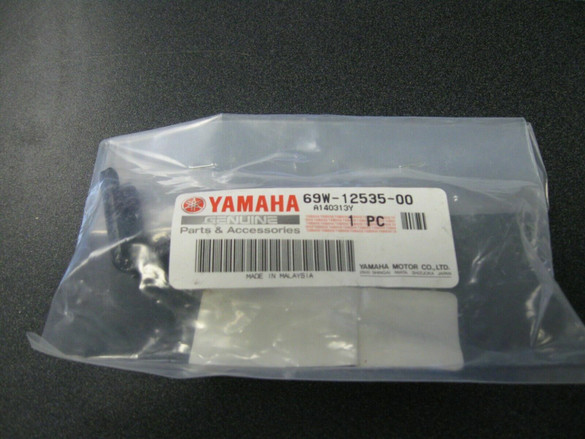 YAMAHA 69W-12535-00
A140313Y
GENUINE
Parts & Accessories
1 PC
MADE IN MALAYSIA
YAMAHA MOTOR CO.,LTD.